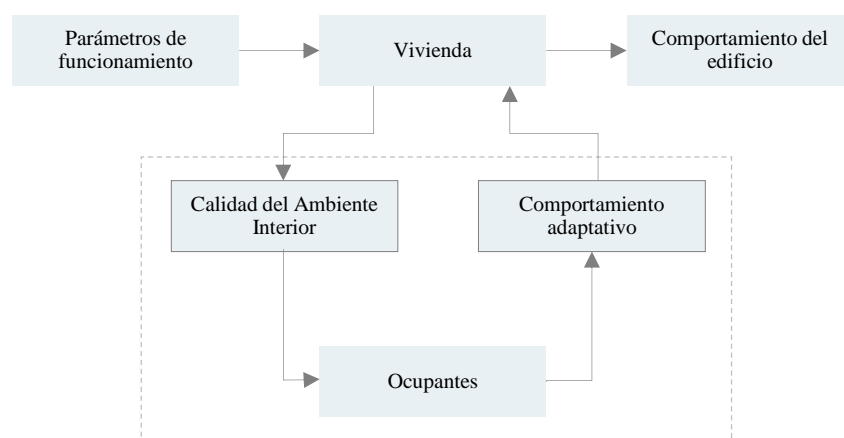 Parámetros de
funcionamiento
Vivienda
Comportamiento del
edificio
Calidad del Ambiente
Interior
Comportamiento
adaptativo
Ocupantes